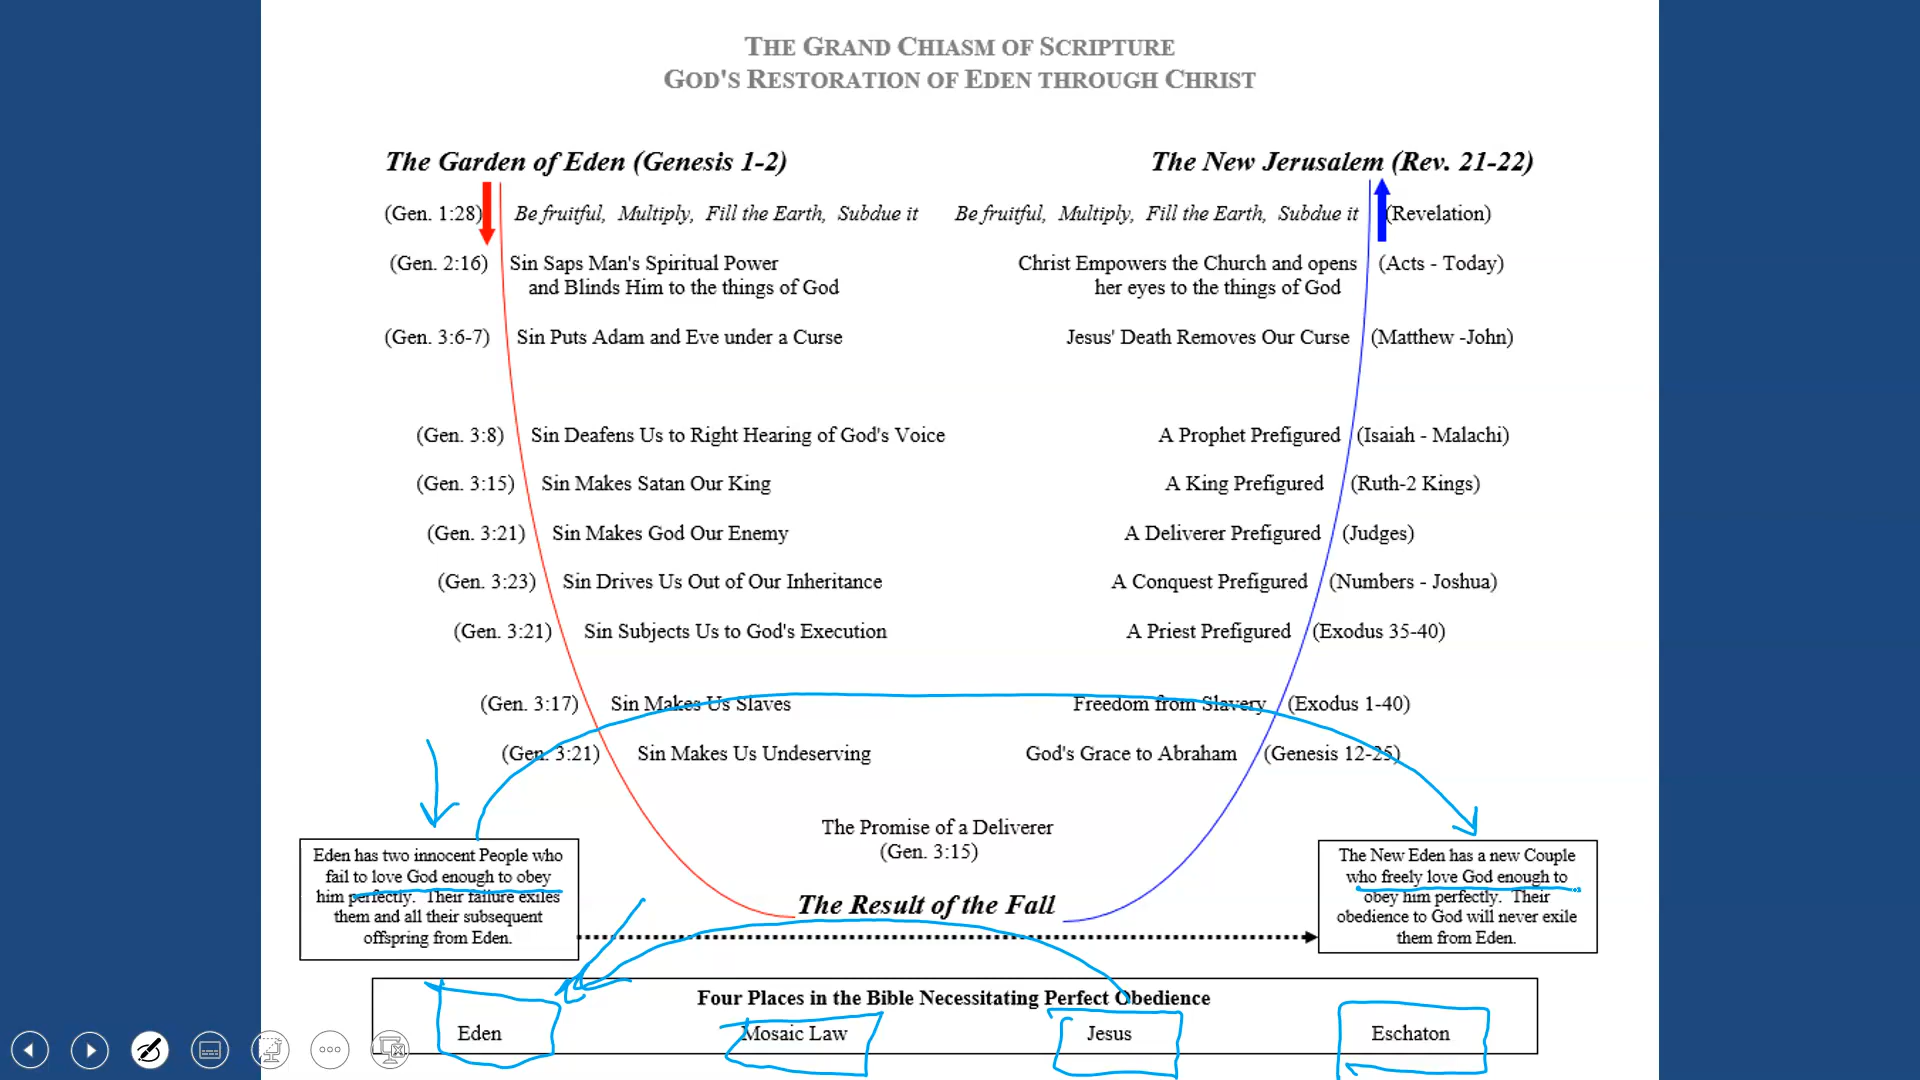 THE GRAND CHIASM OF SCRIPTURE
GOD'S RESTORATION OF EDEN THROUGH CHRIST
The Garden of Eden (Genesis 1-2)
The New Jerusalem (Rev. 21-22)
(Gen. 1:28) Be fruitful, Multiply, Fill the Earth, Subdue it
Be fruitful, Multiply, Fill the Earth, Subdue it (Revelation)
(Gen. 2:16) Sin Saps Man's Spiritual Power
and Blinds Him to the things of God
Christ Empowers the Church and opens (Acts - Today)
her eyes to the things of God
(Gen. 3:6-7) Sin Puts Adam and Eve under a Curse
Jesus' Death Removes Our Curse (Matthew -John)
(Gen. 3:8) Sin Deafens Us to Right Hearing of God's Voice
A Prophet Prefigured (Isaiah - Malachi)
(Gen. 3:15) Sin Makes Satan Our King
A King Prefigured (Ruth-2 Kings)
(Gen. 3:21) Sin Makes God Our Enemy
A Deliverer Prefigured (Judges)
(Gen. 3:23) Sin Drives Us Out of Our Inheritance
A Conquest Prefigured (Numbers - Joshua)
(Gen. 3:21) Sin Subjects Us to God's Execution
A Priest Prefigured (Exodus 35-40)
(Gen. 3:17) Sin Makes Us Slaves
Freedom from Slavery (Exodus 1-40)
(Gen. 3:21) Sin Makes Us Undeserving
God's Grace to Abraham (Genesis 12-25)
The Promise of a Deliverer
(Gen. 3:15)
The Result of the Fall
Eden has two innocent People who
fail to love God enough to obey
him perfectly. Their failure exiles
them and all their subsequent
offspring from Eden.
The New Eden has a new Couple
who freely love God enough to
obey him perfectly. Their
obedience to God will never exile
them from Eden.
Four Places in the Bible Necessitating Perfect Obedience
Eden Mosaic Law Jesus Eschaton